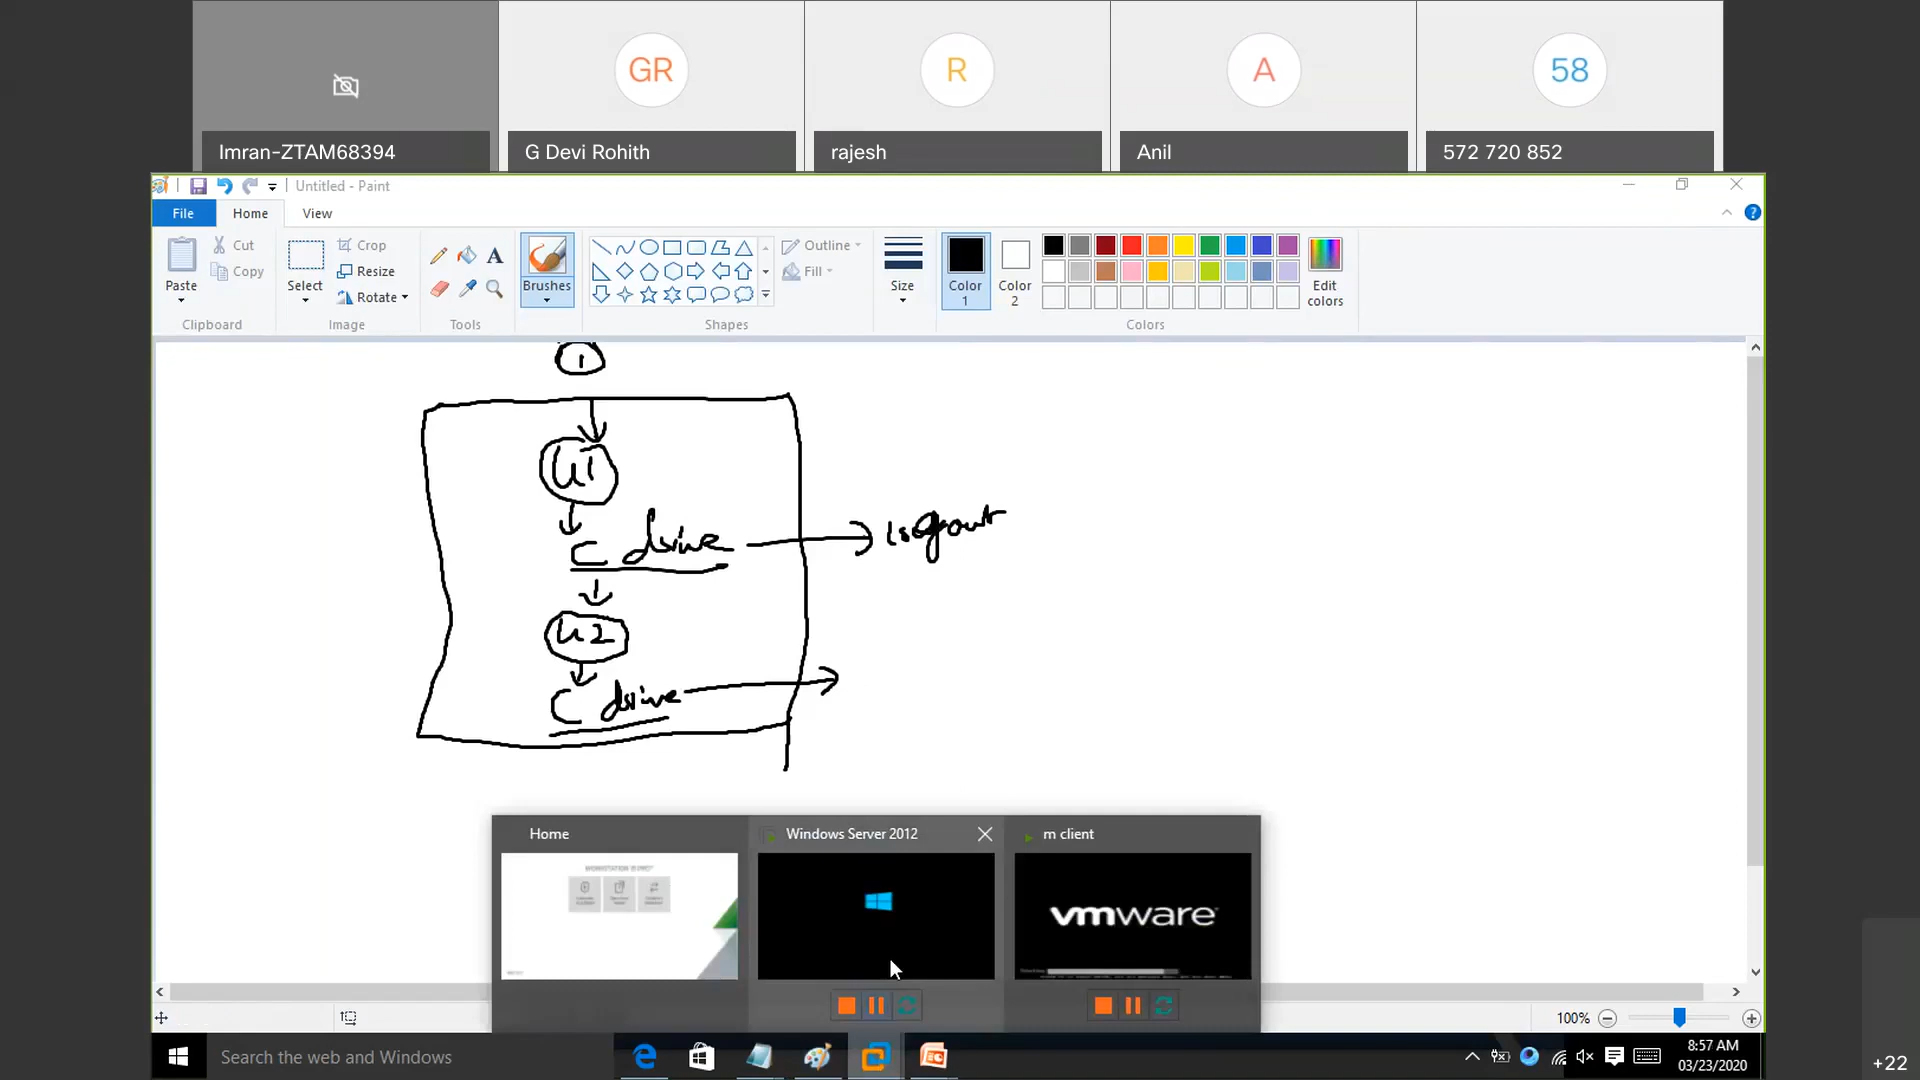 GR
R
A
58
Imran-ZTAM68394
G Devi Rohith
rajesh
Anil
572 720 852
Untitled - Paint
File
Home
View
Paste
Cut
Copy
Clipboard
Select
Crop
Resize
Rotate
Image
A
Tools
Brushes
Outline
Fill
Shapes
Size
Color 1
Color 2
Edit colors
Colors
1
U1
C drive
logout
U2
C drive
Home
Windows Server 2012
m client
vmware
100%
Search the web and Windows
8:57 AM
03/23/2020
+22